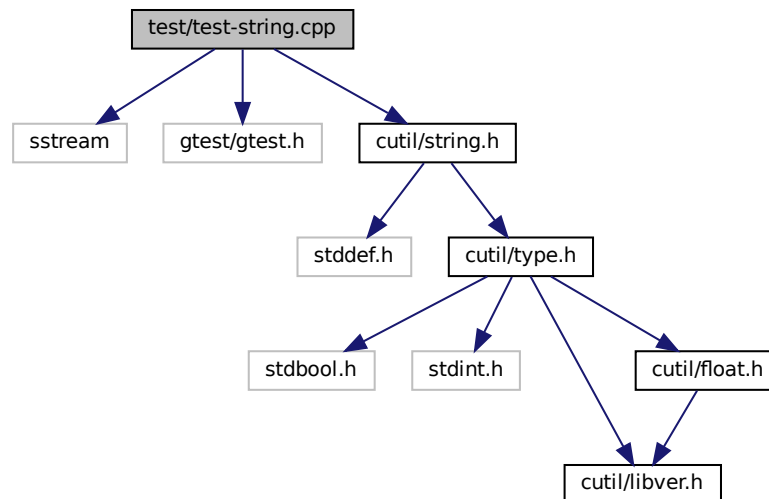 test/test-string.cpp
sstream
gtest/gtest.h
cutil/string.h
stddef.h
cutil/type.h
stdbool.h
stdint.h
cutil/float.h
cutil/libver.h